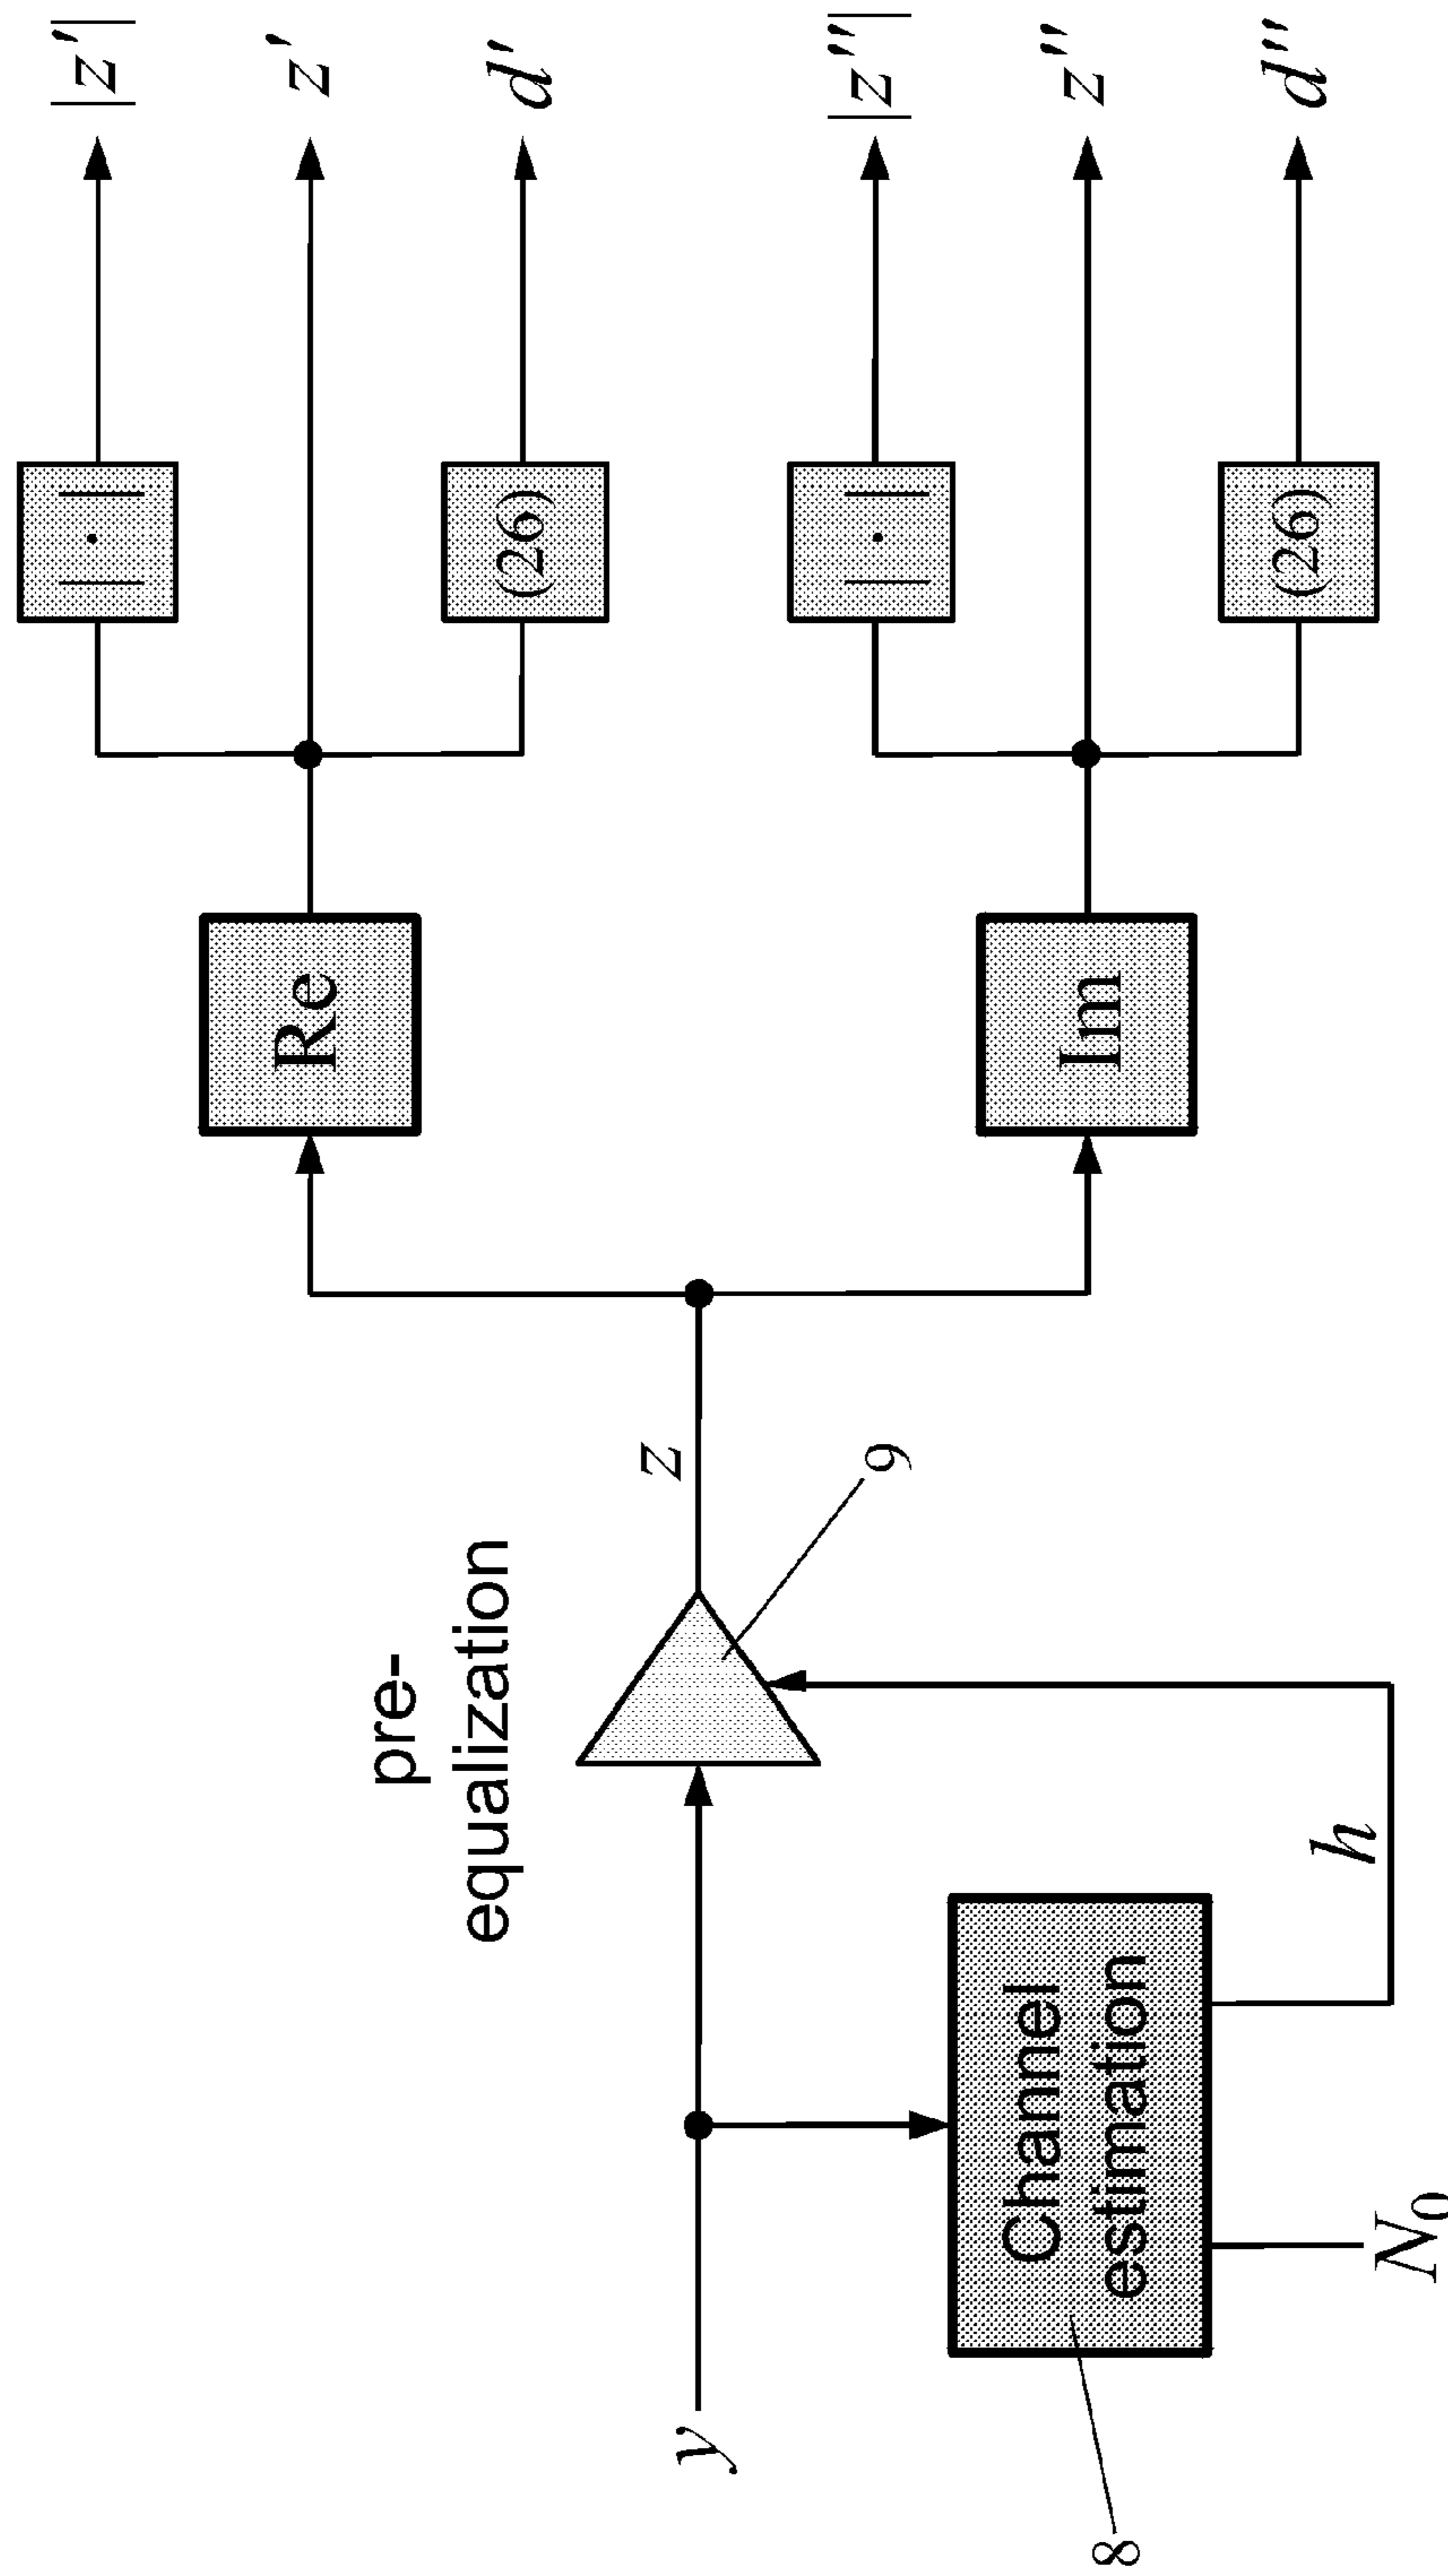 y
8
Channel
estimation
N₀
h
pre-
equalization
9
z
Re
Im
|·|
(26)
|·|
(26)
|z′|
z′
d′
|z″|
z″
d″